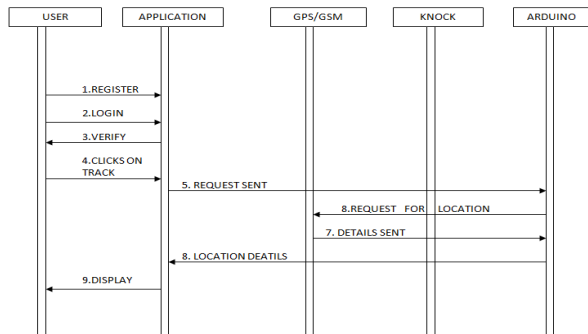 USER APPLICATION GPS/GSM KNOCK ARDUINO
1.REGISTER
2.LOGIN
3.VERIFY
4.CLICKS ON
TRACK
5. REQUEST SENT
8.REQUEST FOR LOCATION
7. DETAILS SENT
8. LOCATION DEATILS
9.DISPLAY